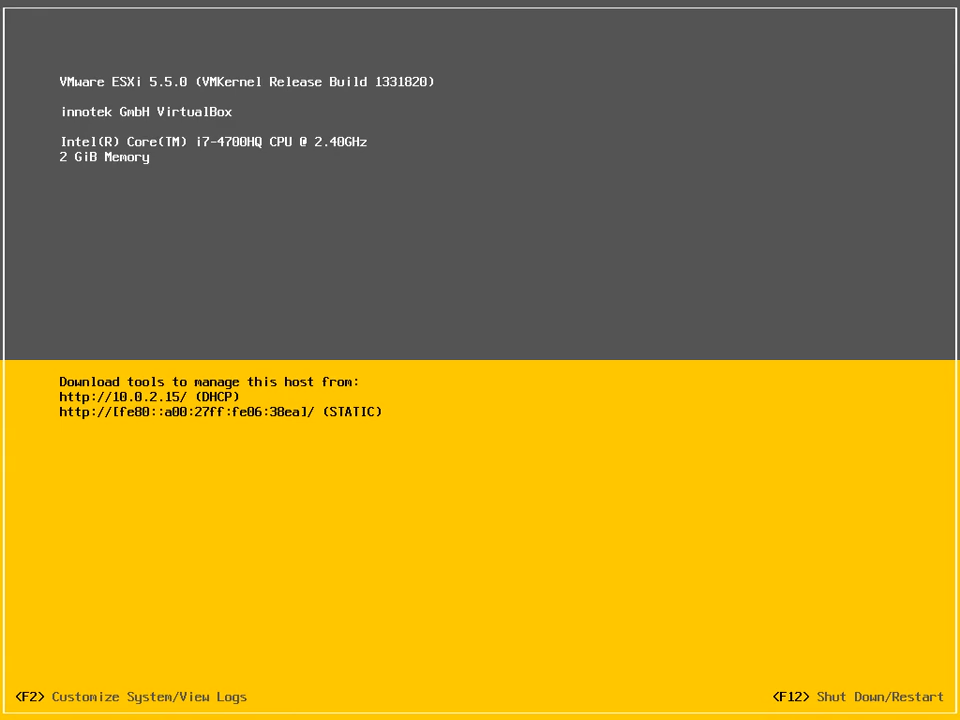 VMware ESXi 5.5.0 (VMKernel Release Build 1331820)
innotek GmbH VirtualBox
Intel(R) Core(TM) i7-4700HQ CPU @ 2.40GHz
2 GiB Memory
Download tools to manage this host from:
http://10.0.2.15/ (DHCP)
http://[fe80::a00:27ff:fe06:38ea]/ (STATIC)
<F2> Customize System/View Logs
<F12> Shut Down/Restart